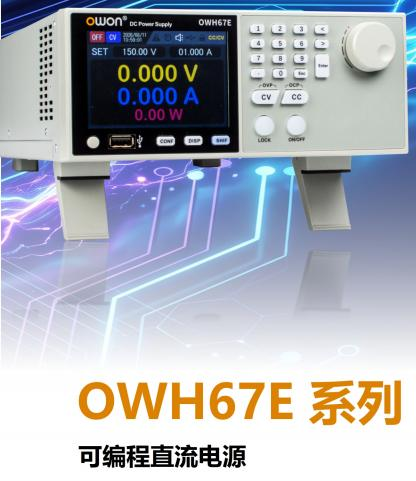 OWON® DC Power Supply OWH67E
OFF CV CC/CV
SET 150.00 V 01.000 A
0.000 V
0.000 A
0.00 W
1 2 3 <
4 5 6 >
7 8 9 Enter
. 0 Esc
OVP OCP
CV CC
LOCK ON/OFF
CONF DISP SHIF
OWH67E 系列
可编程直流电源